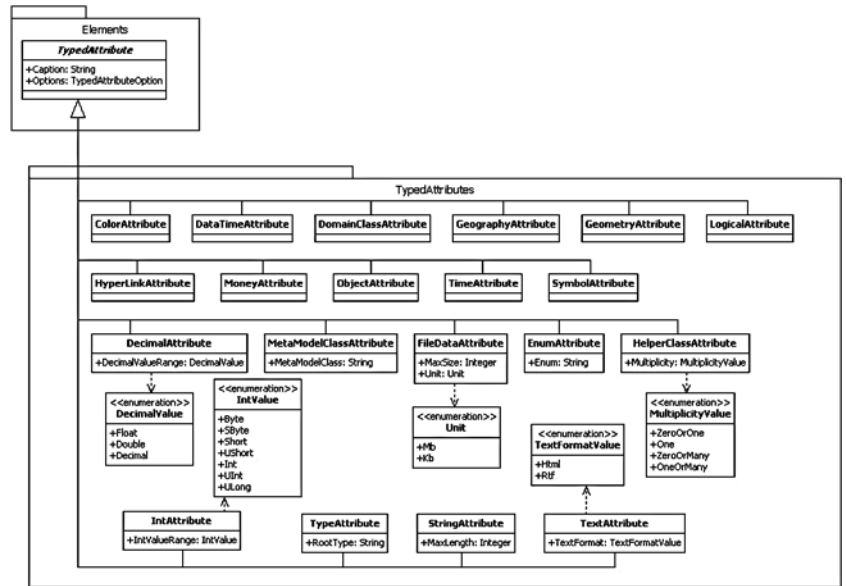 Elements
TypedAttribute
+Caption: String
+Options: TypedAttributeOption
TypedAttributes
ColorAttribute
DataTimeAttribute
DomainClassAttribute
GeographyAttribute
GeometryAttribute
LogicalAttribute
HyperLinkAttribute
MoneyAttribute
ObjectAttribute
TimeAttribute
SymbolAttribute
DecimalAttribute
+DecimalValueRange: DecimalValue
MetaModelClassAttribute
+MetaModelClass: String
FileDataAttribute
+MaxSize: Integer
+Unit: Unit
EnumAttribute
+Enum: String
HelperClassAttribute
+Multiplicity: MultiplicityValue
<<enumeration>>
DecimalValue
+Float
+Double
+Decimal
<<enumeration>>
IntValue
+Byte
+SByte
+Short
+UShort
+Int
+UInt
+ULong
<<enumeration>>
Unit
+Mb
+Kb
<<enumeration>>
TextFormatValue
+Html
+Rtf
<<enumeration>>
MultiplicityValue
+ZeroOrOne
+One
+ZeroOrMany
+OneOrMany
IntAttribute
+IntValueRange: IntValue
TypeAttribute
+RootType: String
StringAttribute
+MaxLength: Integer
TextAttribute
+TextFormat: TextFormatValue